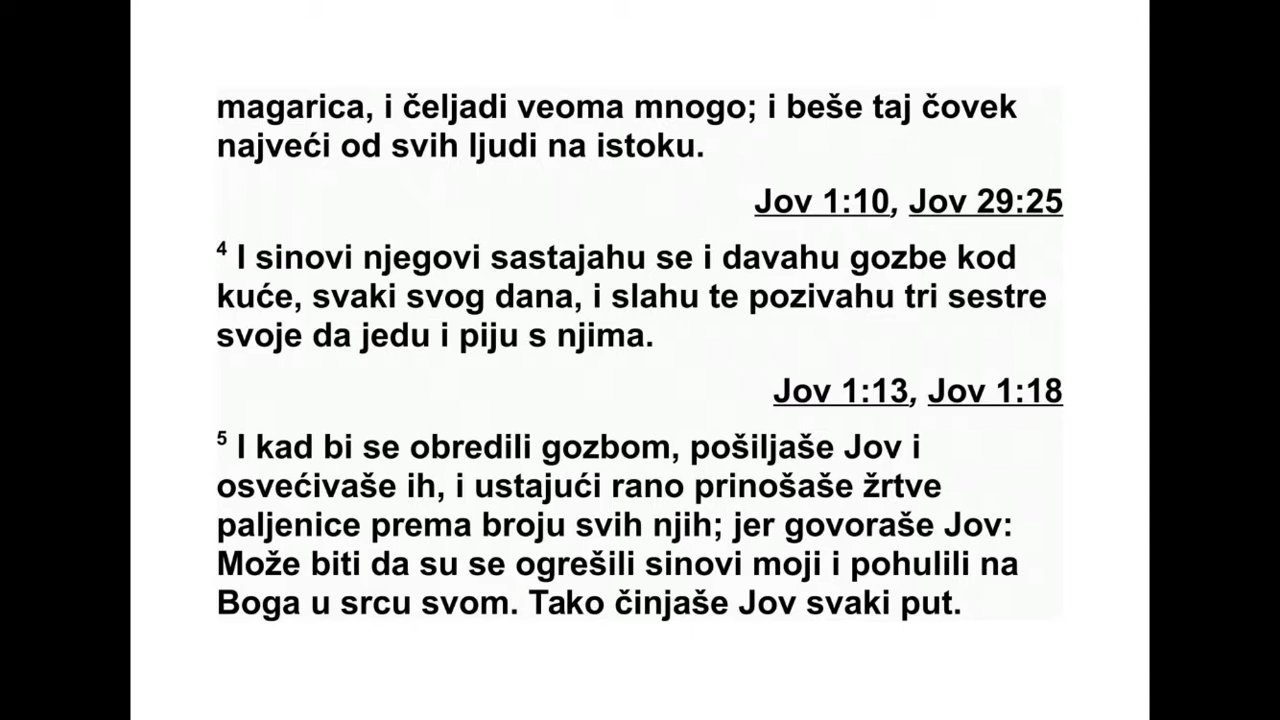 magarica, i čeljadi veoma mnogo; i beše taj čovek
najveći od svih ljudi na istoku.
Jov 1:10, Jov 29:25
4 I sinovi njegovi sastajahu se i davahu gozbe kod
kuće, svaki svog dana, i slahu te pozivahu tri sestre
svoje da jedu i piju s njima.
Jov 1:13, Jov 1:18
5 I kad bi se obredili gozbom, pošiljaše Jov i
osvećivaše ih, i ustajući rano prinošaše žrtve
paljenice prema broju svih njih; jer govoraše Jov:
Može biti da su se ogrešili sinovi moji i pohulili na
Boga u srcu svom. Tako činjaše Jov svaki put.